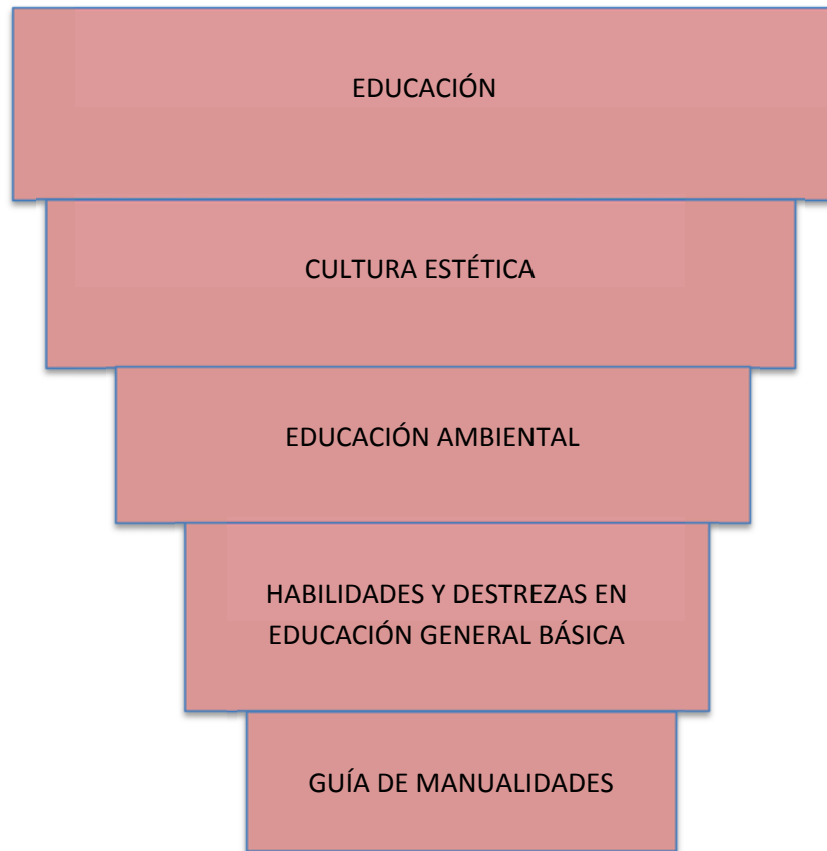 EDUCACIÓN
CULTURA ESTÉTICA
EDUCACIÓN AMBIENTAL
HABILIDADES Y DESTREZAS EN
EDUCACIÓN GENERAL BÁSICA
GUÍA DE MANUALIDADES